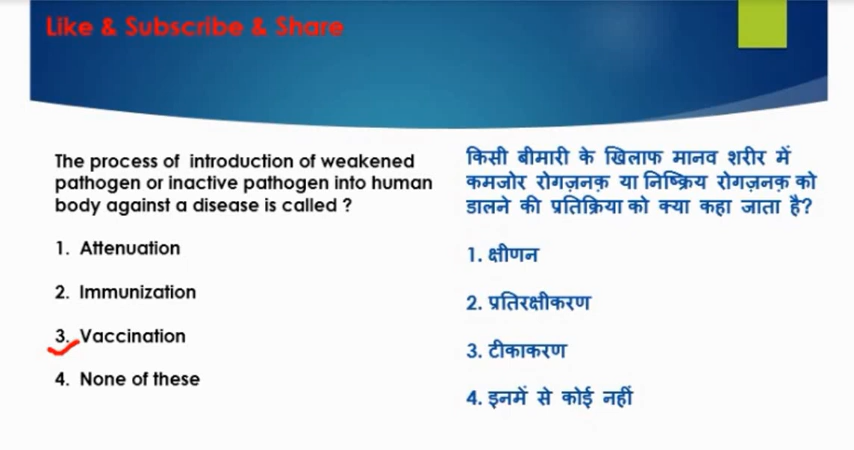 Like & Subscribe & Share
The process of introduction of weakened
pathogen or inactive pathogen into human
body against a disease is called ?
1. Attenuation
2. Immunization
3. Vaccination
4. None of these
किसी बीमारी के खिलाफ मानव शरीर में
कमजोर रोगज़नक़ या निष्क्रिय रोगज़नक़ को
डालने की प्रतिक्रिया को क्या कहा जाता है?
1. क्षीणन
2. प्रतिरक्षीकरण
3. टीकाकरण
4. इनमें से कोई नहीं